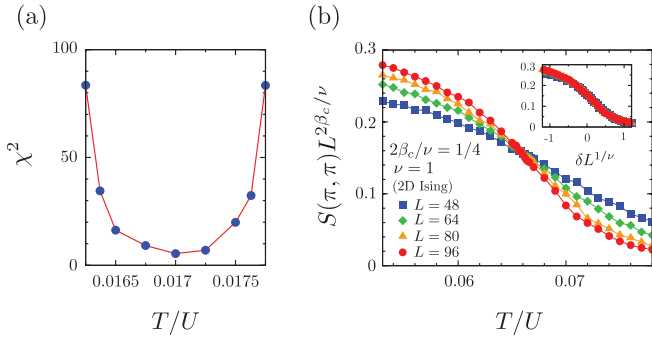 (a)
100
50
0
χ²
0.0165
0.017
0.0175
T/U
(b)
0.3
0.2
0.1
0
S(π, π)L^{2β_c/ν}
2β_c/ν = 1/4
ν = 1
(2D Ising)
L = 48
L = 64
L = 80
L = 96
0.3
0.2
0.1
0
-1
0
1
δL^{1/ν}
0.06
0.07
T/U